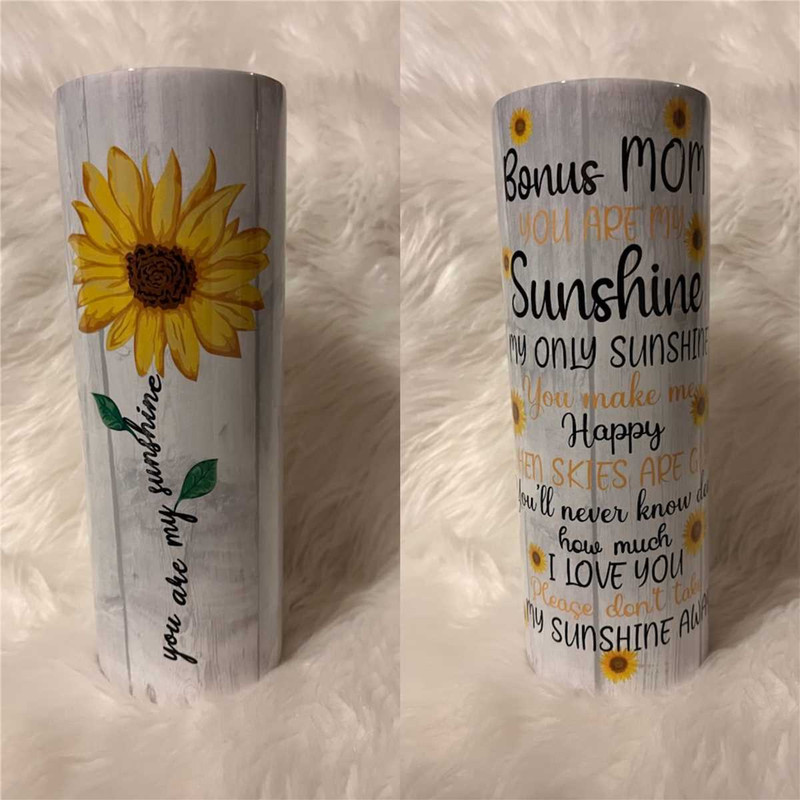 you are my sunshine
Bonus MOM
YOU ARE MY
Sunshine
MY ONLY SUNSHINE
You make me
Happy
SKIES ARE
You'll never know
how much
I LOVE YOU
Please don't take
MY SUNSHINE